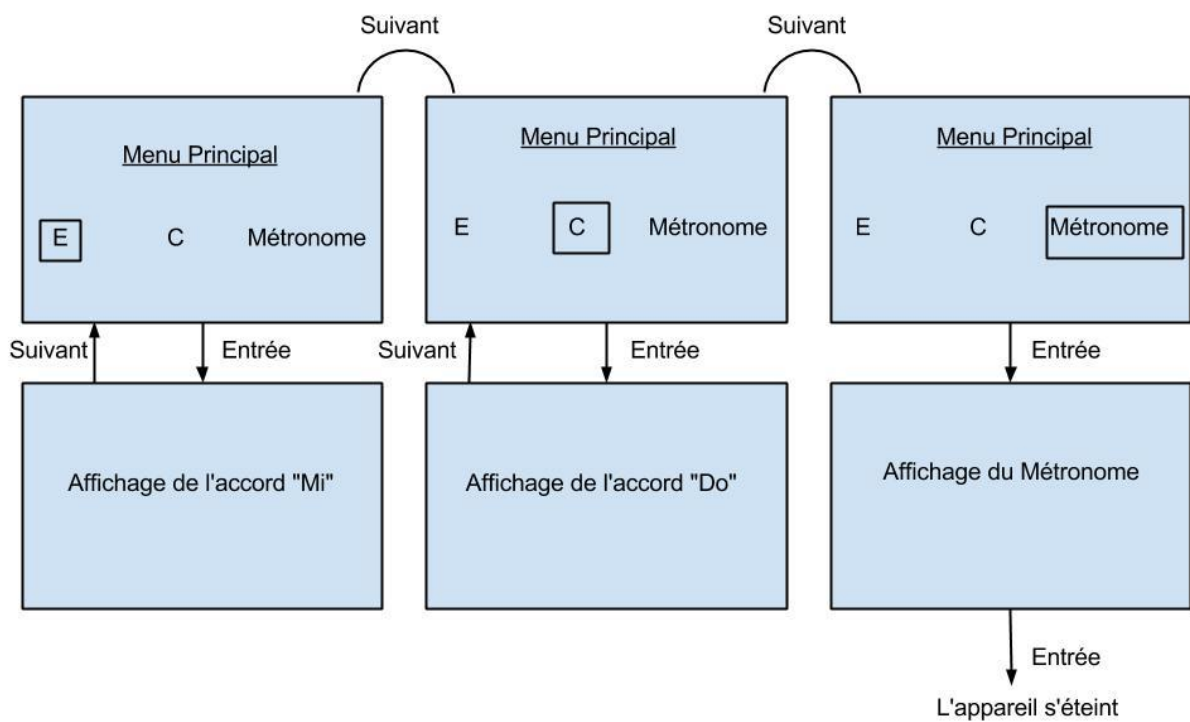 Suivant
Suivant
Menu Principal
E C Métronome
Menu Principal
E C Métronome
Menu Principal
E C Métronome
Suivant
Entrée
Suivant
Entrée
Entrée
Affichage de l'accord "Mi"
Affichage de l'accord "Do"
Affichage du Métronome
Entrée
L'appareil s'éteint